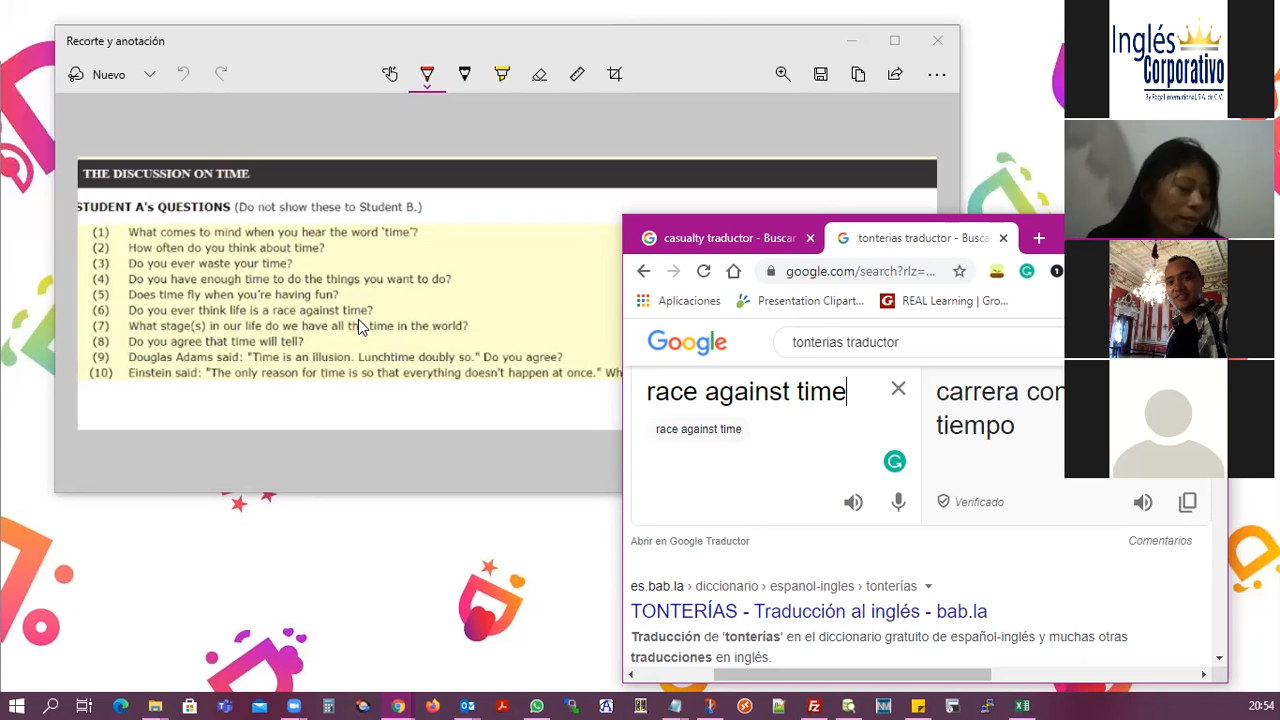 Recorte y anotación
Nuevo
THE DISCUSSION ON TIME
STUDENT A's QUESTIONS (Do not show these to Student B.)
(1) What comes to mind when you hear the word 'time'?
(2) How often do you think about time?
(3) Do you ever waste your time?
(4) Do you have enough time to do the things you want to do?
(5) Does time fly when you're having fun?
(6) Do you ever think life is a race against time?
(7) What stage(s) in our life do we have all the time in the world?
(8) Do you agree that time will tell?
(9) Douglas Adams said: "Time is an illusion. Lunchtime doubly so." Do you agree?
(10) Einstein said: "The only reason for time is so that everything doesn't happen at once." Wh
casualty traductor - Buscar
tonterias traductor - Busca
google.com/search?rlz=...
Aplicaciones
Presentation Clipart...
REAL Learning | Gro...
Google
tonterias traductor
race against time
race against time
carrera con
tiempo
Verificado
Abrir en Google Traductor
Comentarios
es.bab.la › diccionario › espanol-ingles › tonterías
TONTERÍAS - Traducción al inglés - bab.la
Traducción de 'tonterías' en el diccionario gratuito de español-inglés y muchas otras
traducciones en inglés.
Inglés
Corporativo
20:54